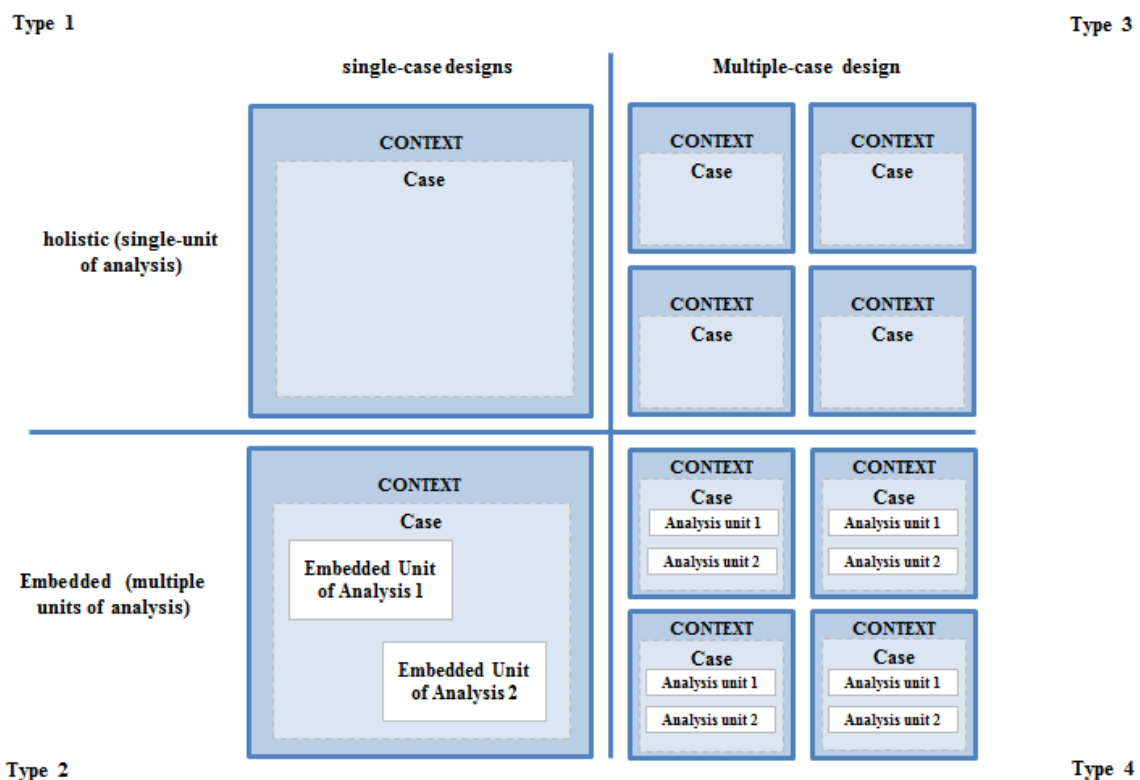 Type 1
Type 3
single-case designs
Multiple-case design
CONTEXT
Case
holistic (single-unit
of analysis)
CONTEXT
Case
CONTEXT
Case
CONTEXT
Case
CONTEXT
Case
CONTEXT
Case
Embedded Unit
of Analysis 1
Embedded Unit
of Analysis 2
Embedded (multiple
units of analysis)
CONTEXT
Case
Analysis unit 1
Analysis unit 2
CONTEXT
Case
Analysis unit 1
Analysis unit 2
CONTEXT
Case
Analysis unit 1
Analysis unit 2
CONTEXT
Case
Analysis unit 1
Analysis unit 2
Type 2
Type 4